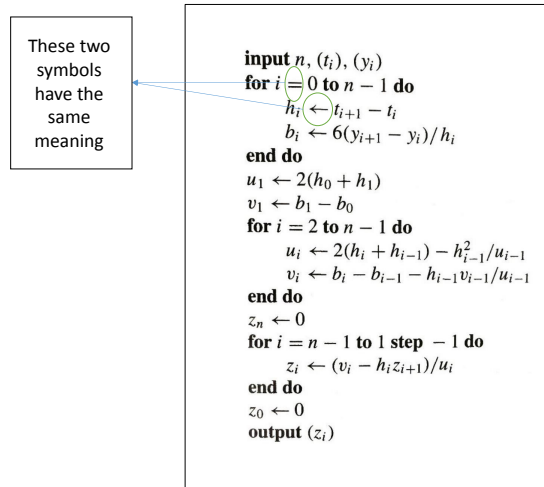 These two
symbols
have the
same
meaning
input n, (tᵢ), (yᵢ)
for i = 0 to n − 1 do
hᵢ ← tᵢ₊₁ − tᵢ
bᵢ ← 6(yᵢ₊₁ − yᵢ)/hᵢ
end do
u₁ ← 2(h₀ + h₁)
v₁ ← b₁ − b₀
for i = 2 to n − 1 do
uᵢ ← 2(hᵢ + hᵢ₋₁) − h²ᵢ₋₁/uᵢ₋₁
vᵢ ← bᵢ − bᵢ₋₁ − hᵢ₋₁vᵢ₋₁/uᵢ₋₁
end do
zₙ ← 0
for i = n − 1 to 1 step − 1 do
zᵢ ← (vᵢ − hᵢzᵢ₊₁)/uᵢ
end do
z₀ ← 0
output (zᵢ)